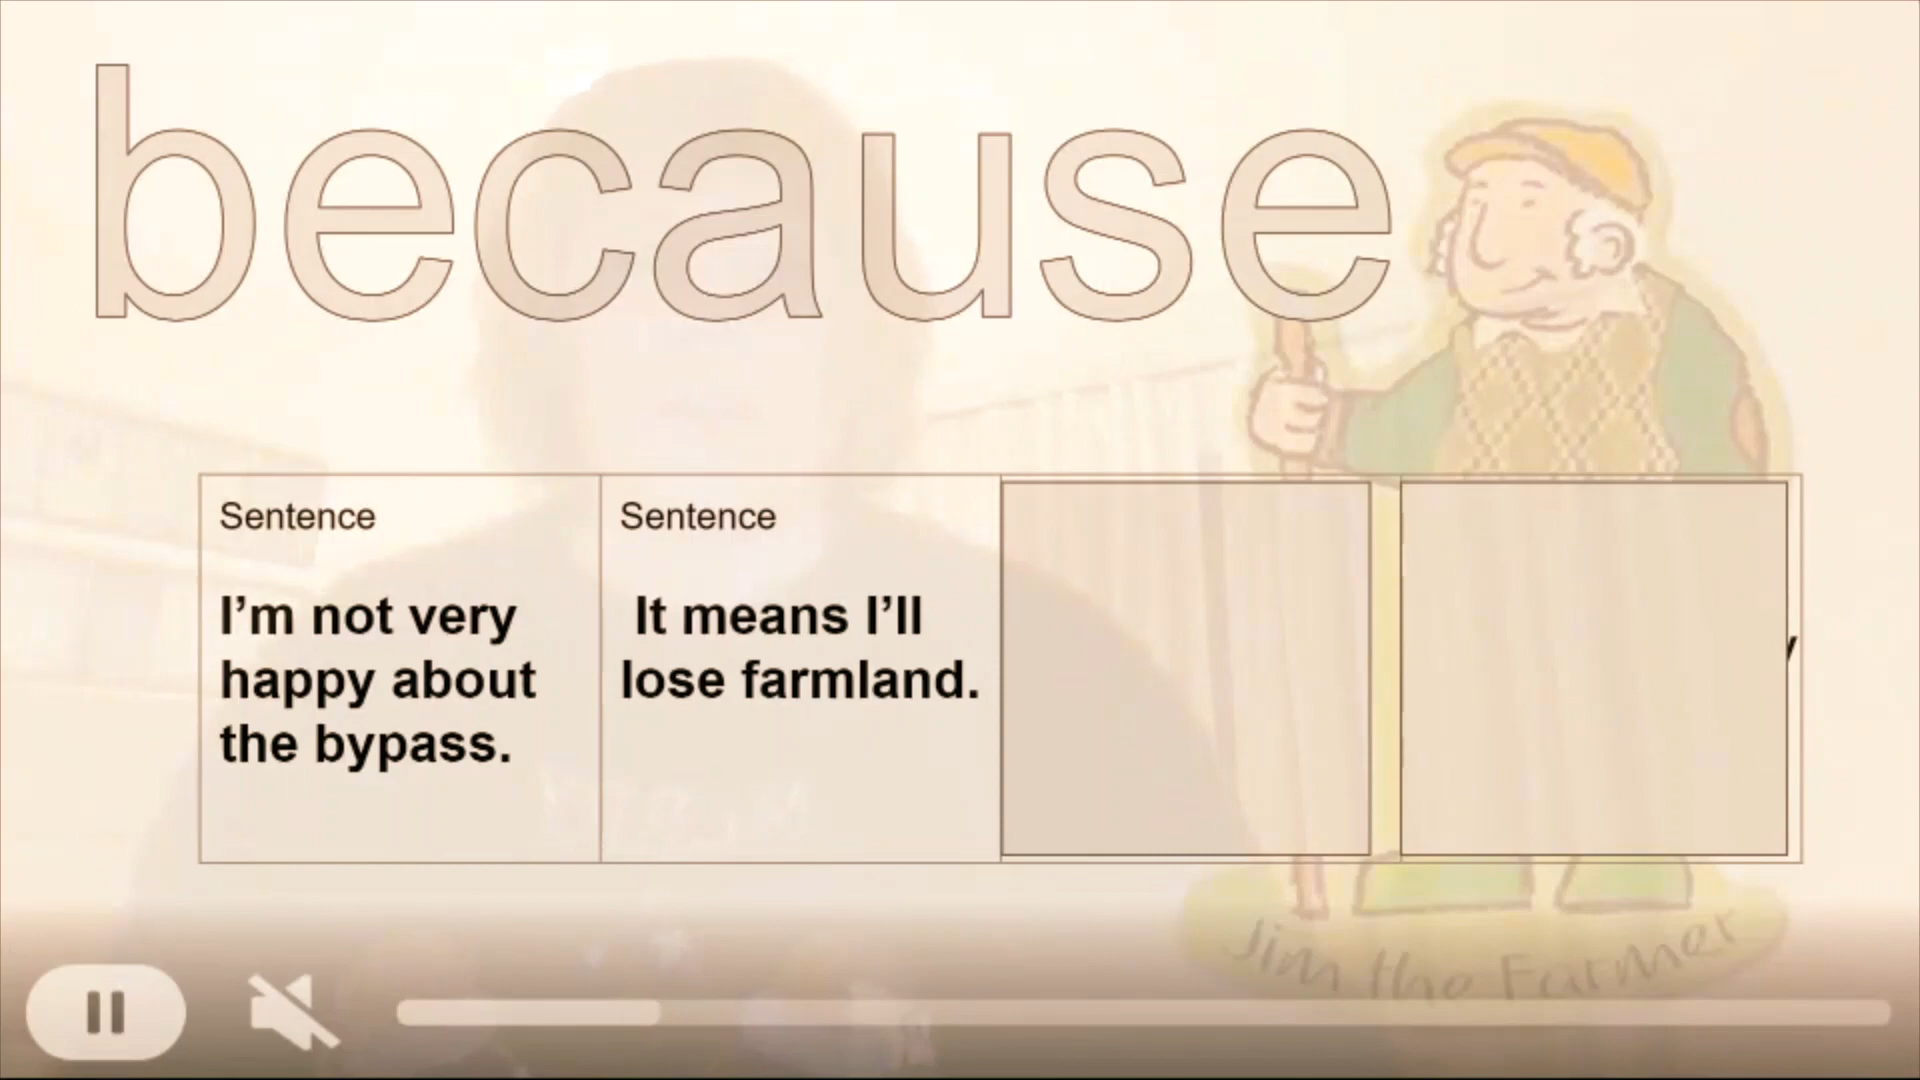 because
Sentence
I’m not very
happy about
the bypass.
Sentence
It means I’ll
lose farmland.
Jim the Farmer